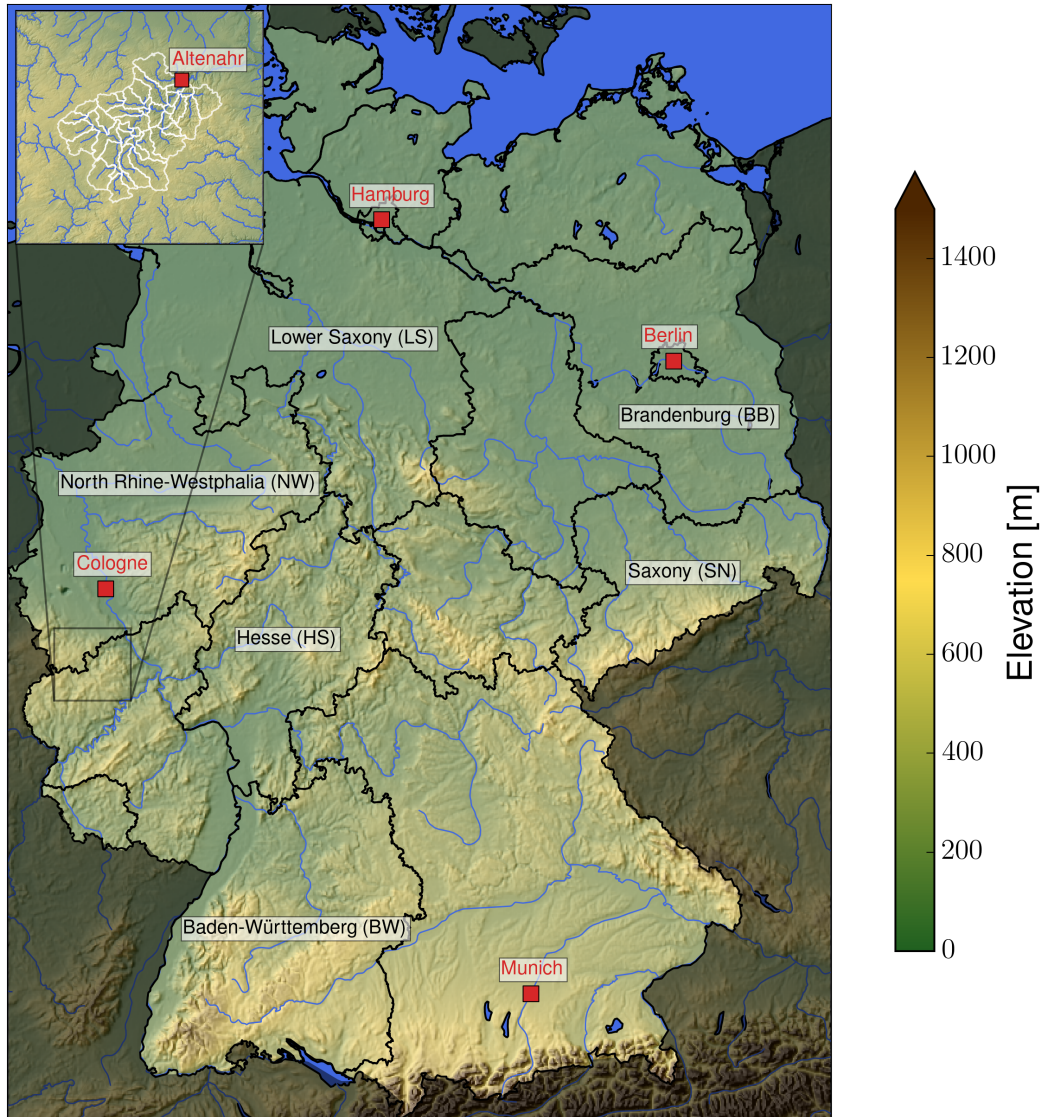 Altenahr
Hamburg
Lower Saxony (LS)
Berlin
Brandenburg (BB)
North Rhine-Westphalia (NW)
Cologne
Saxony (SN)
Hesse (HS)
Baden-Württemberg (BW)
Munich
1400
1200
1000
800
600
400
200
0
Elevation [m]